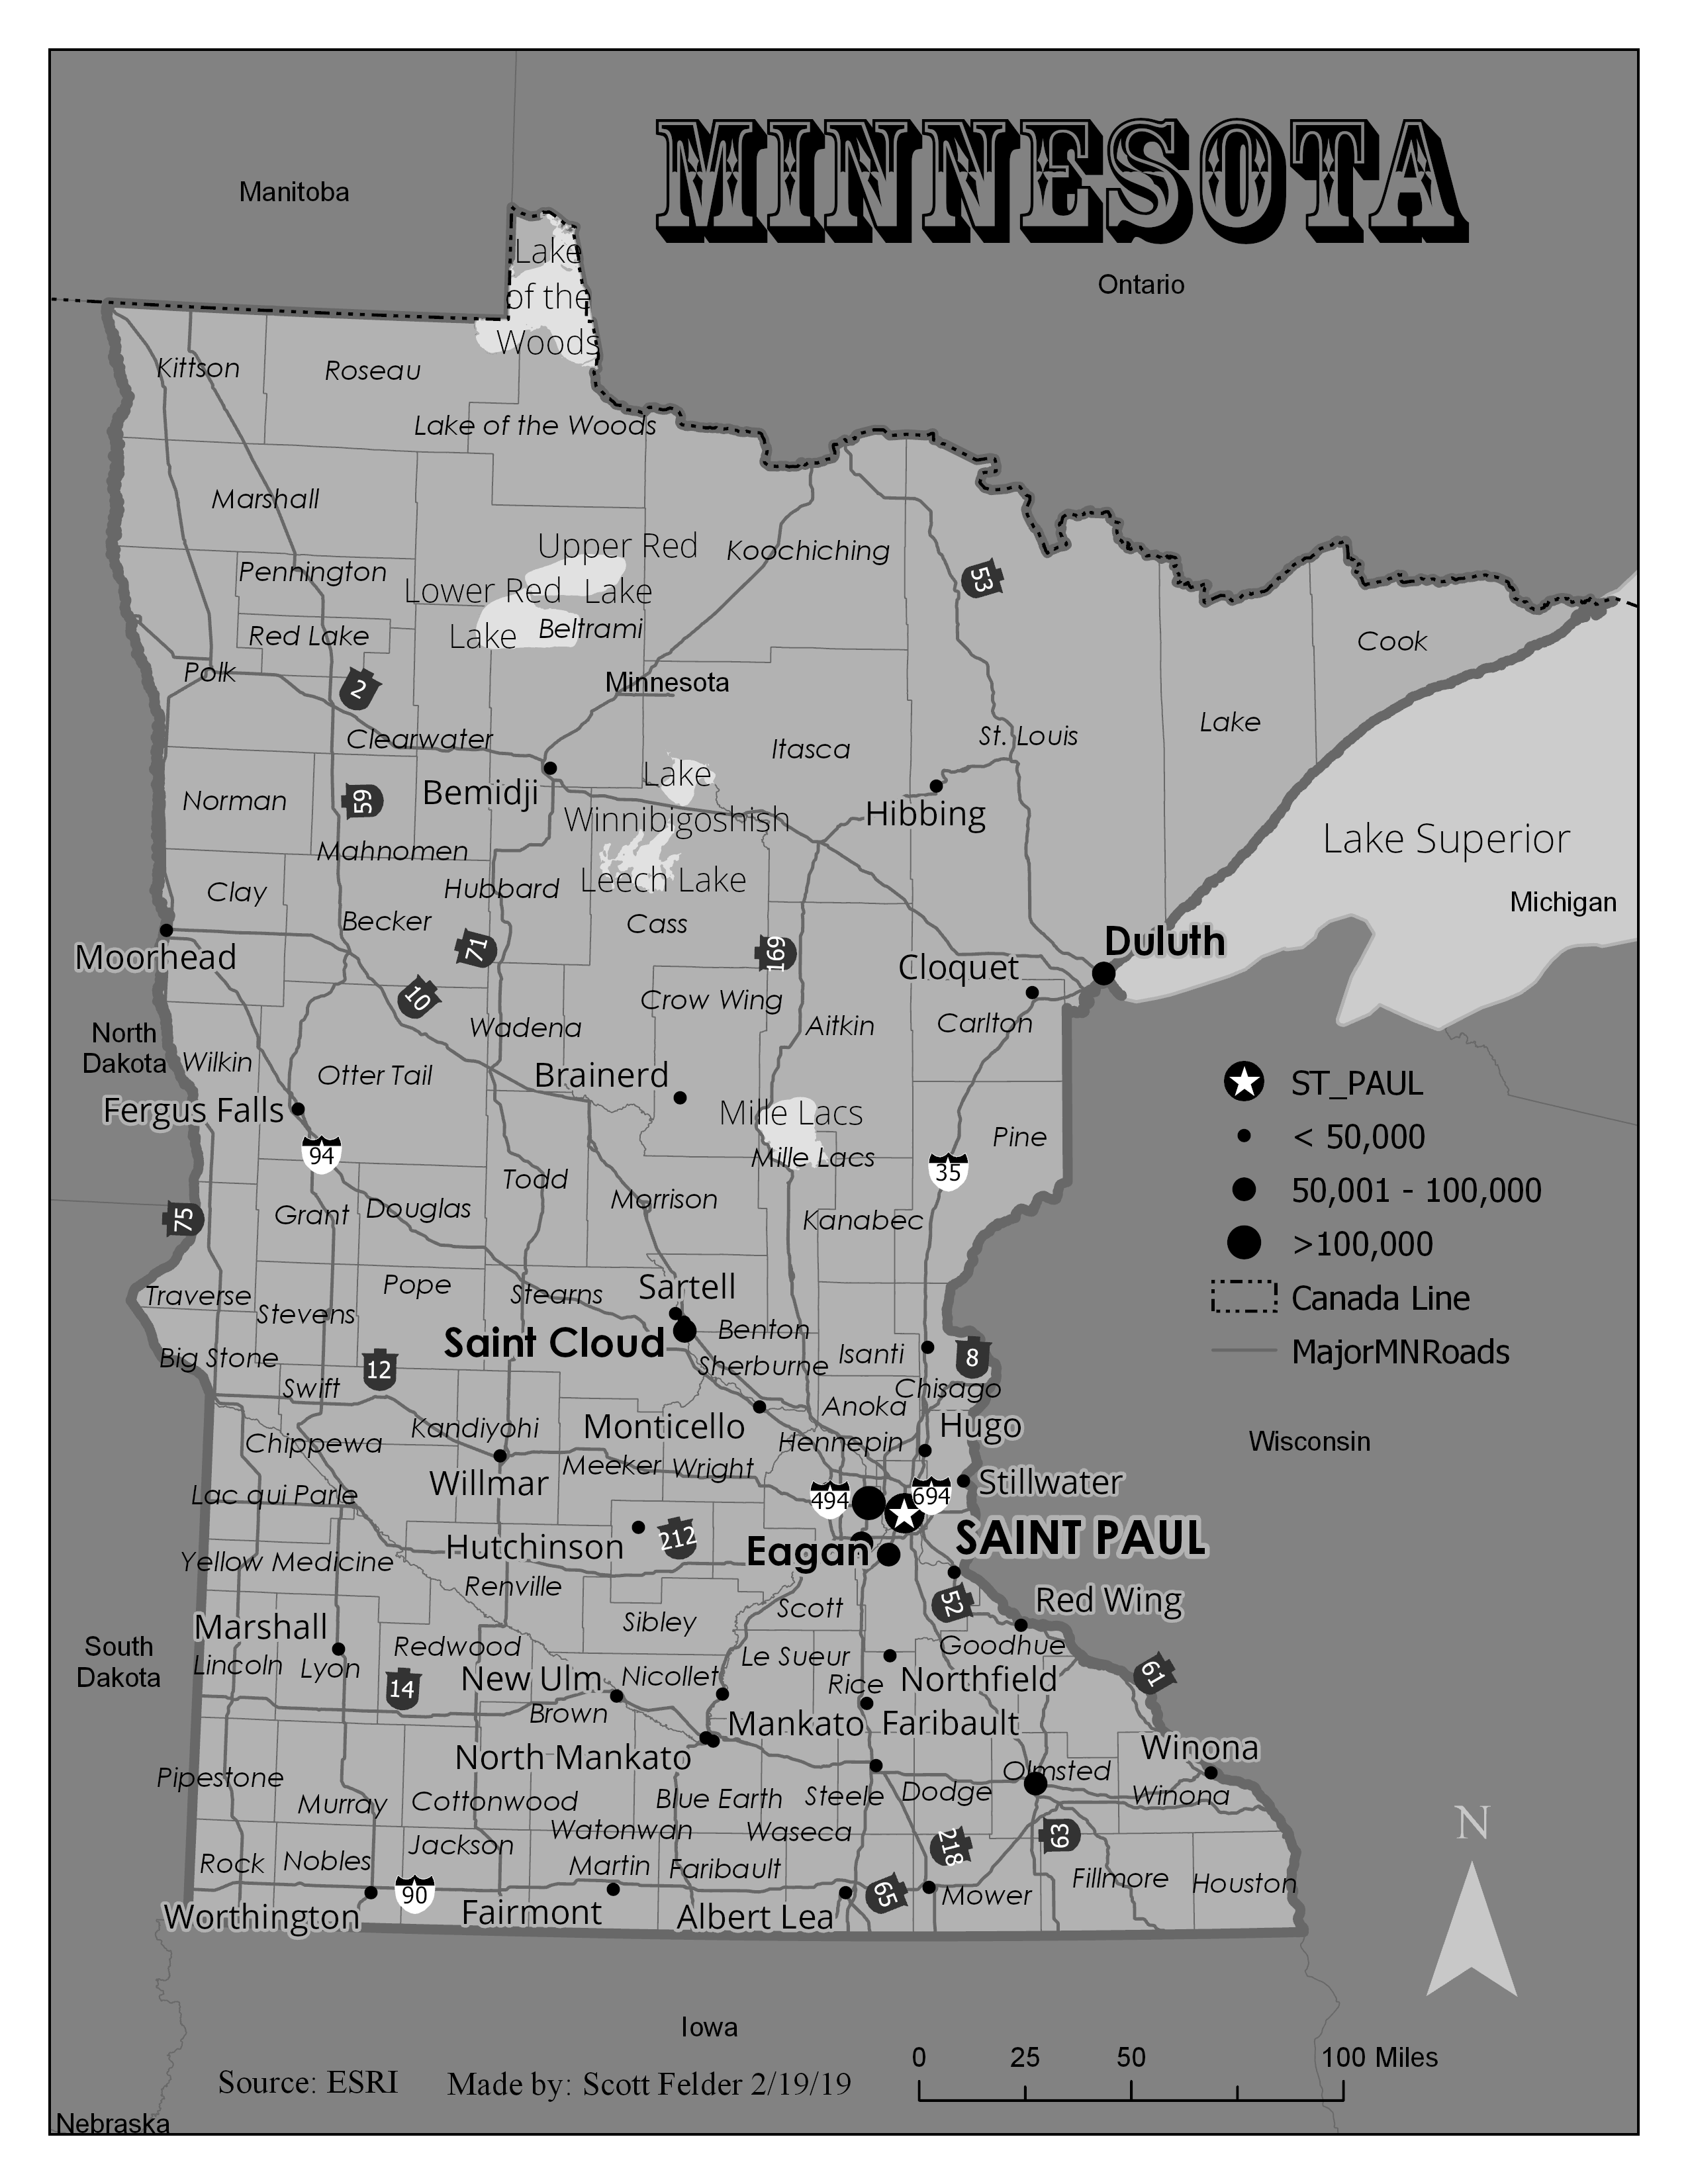 MINNESOTA
Manitoba
Ontario
Lake
of the
Woods
Kittson
Roseau
Lake of the Woods
Marshall
Upper Red
Lake
Koochiching
53
Pennington
Lower Red
Lake
Beltrami
Red Lake
Cook
Polk
2
Minnesota
Lake
St. Louis
Clearwater
Itasca
Lake
Winnibigoshish
Norman
59
Bemidji
Hibbing
Lake Superior
Mahnomen
Hubbard
Leech Lake
Clay
Michigan
Becker
Cass
71
169
Duluth
Moorhead
Cloquet
10
Crow Wing
Aitkin
Carlton
North
Dakota
Wadena
Wilkin
Otter Tail
Brainerd
ST_PAUL
Fergus Falls
Mille Lacs
Pine
< 50,000
94
Mille Lacs
35
Todd
Morrison
50,001 - 100,000
75
Grant
Douglas
Kanabec
>100,000
Traverse
Pope
Sartell
Stearns
Canada Line
Stevens
Saint Cloud
Benton
MajorMNRoads
Big Stone
12
Sherburne
Isanti
8
Swift
Chisago
Anoka
Kandiyohi
Monticello
Hugo
Chippewa
Hennepin
Wisconsin
Willmar
Meeker
Wright
Stillwater
Lac qui Parle
494
694
Hutchinson
212
Eagan
SAINT PAUL
Yellow Medicine
Renville
52
Red Wing
Scott
Marshall
Sibley
South
Dakota
Redwood
Goodhue
Lincoln
Lyon
Le Sueur
61
14
New Ulm
Nicollet
Rice
Northfield
Brown
Mankato
Faribault
North Mankato
Winona
Pipestone
Olmsted
Murray
Cottonwood
Blue Earth
Steele
Dodge
Winona
Watonwan
Waseca
Jackson
218
63
Rock
Nobles
Martin
Faribault
Fillmore
Houston
90
65
Mower
Worthington
Fairmont
Albert Lea
N
Iowa
0 25 50 100 Miles
Source: ESRI
Made by: Scott Felder 2/19/19
Nebraska